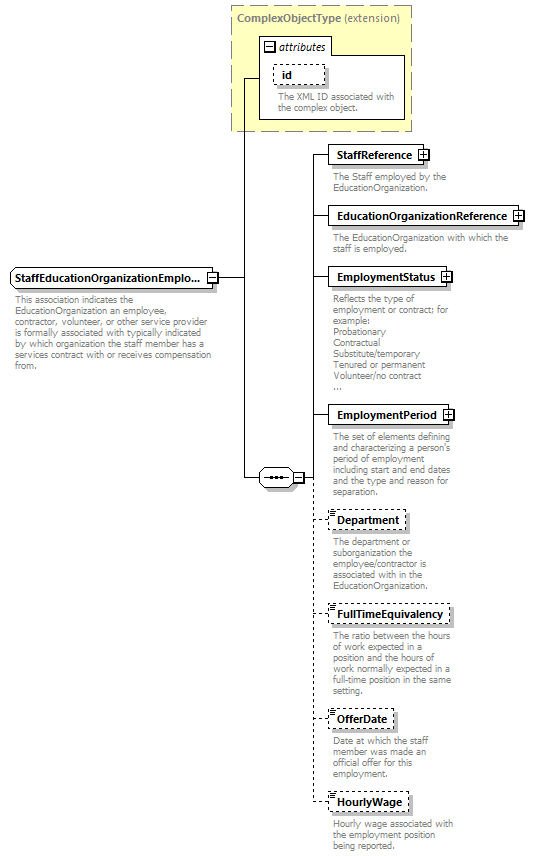 ComplexObjectType (extension)
attributes
id
The XML ID associated with
the complex object.
StaffReference
The Staff employed by the
EducationOrganization.
EducationOrganizationReference
The EducationOrganization with which the
staff is employed.
StaffEducationOrganizationEmplo...
This association indicates the
EducationOrganization an employee,
contractor, volunteer, or other service provider
is formally associated with typically indicated
by which organization the staff member has a
services contract with or receives compensation
from.
EmploymentStatus
Reflects the type of
employment or contract; for
example:
Probationary
Contractual
Substitute/temporary
Tenured or permanent
Volunteer/no contract
...
EmploymentPeriod
The set of elements defining
and characterizing a person's
period of employment
including start and end dates
and the type and reason for
separation.
Department
The department or
suborganization the
employee/contractor is
associated with in the
EducationOrganization.
FullTimeEquivalency
The ratio between the hours
of work expected in a
position and the hours of
work normally expected in a
full-time position in the same
setting.
OfferDate
Date at which the staff
member was made an
official offer for this
employment.
HourlyWage
Hourly wage associated with
the employment position
being reported.